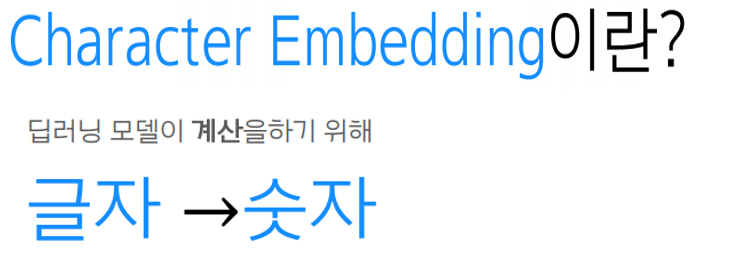 Character Embedding이란?
딥러닝 모델이 계산을하기 위해
글자 →숫자